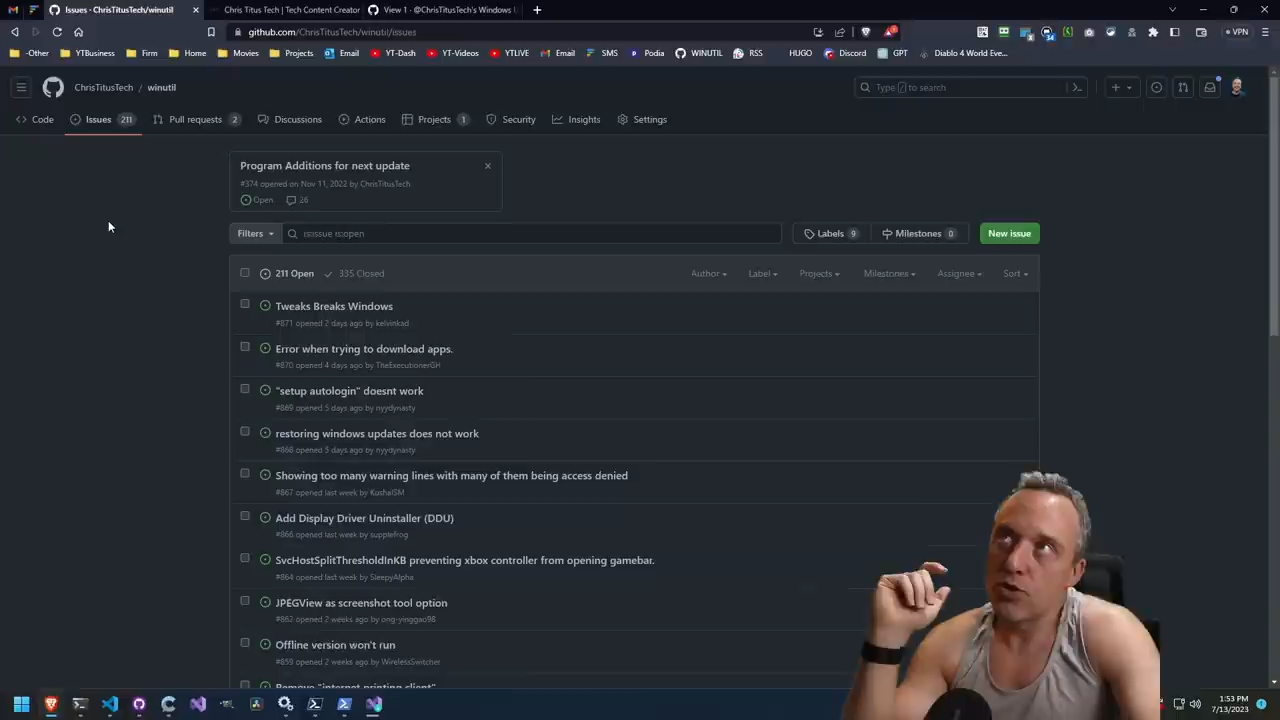 Issues · ChrisTitusTech/winutil
Chris Titus Tech | Tech Content Creator
View 1 · @ChrisTitusTech's Windows U
github.com/ChrisTitusTech/winutil/issues
VPN
-Other
YTBusiness
Firm
Home
Movies
Projects
Email
YT-Dash
YT-Videos
YTLIVE
Email
SMS
Podia
WINUTIL
RSS
HUGO
Discord
GPT
Diablo 4 World Eve...
ChrisTitusTech / winutil
Type / to search
Code
Issues 211
Pull requests 2
Discussions
Actions
Projects 1
Security
Insights
Settings
Program Additions for next update
#374 opened on Nov 11, 2022 by ChrisTitusTech
Open 26
Filters
is:issue is:open
Labels 9
Milestones 0
New issue
211 Open
335 Closed
Author
Label
Projects
Milestones
Assignee
Sort
Tweaks Breaks Windows
#871 opened 2 days ago by kelvinkad
Error when trying to download apps.
#870 opened 4 days ago by TheExecutionerGH
"setup autologin" doesnt work
#869 opened 5 days ago by nyydynasty
restoring windows updates does not work
#868 opened 5 days ago by nyydynasty
Showing too many warning lines with many of them being access denied
#867 opened last week by KushalSM
Add Display Driver Uninstaller (DDU)
#866 opened last week by supplefrog
SvcHostSplitThresholdInKB preventing xbox controller from opening gamebar.
#864 opened last week by SleepyAlpha
JPEGView as screenshot tool option
#862 opened 2 weeks ago by ong-yinggao98
Offline version won't run
#859 opened 2 weeks ago by WirelessSwitcher
Remove "internet printing client"
1:53 PM
7/13/2023